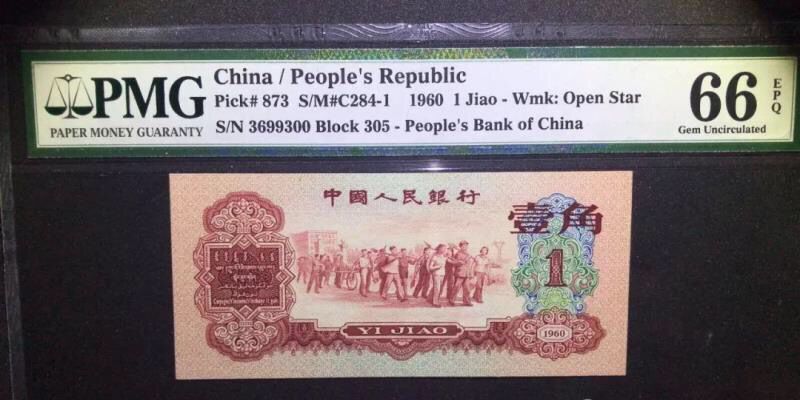 PMG
PAPER MONEY GUARANTY
China / People's Republic
Pick# 873 S/M#C284-1 1960 1 Jiao - Wmk: Open Star
S/N 3699300 Block 305 - People's Bank of China
66 EPQ
Gem Uncirculated
中國人民銀行
壹角
1
YI JIAO
1960